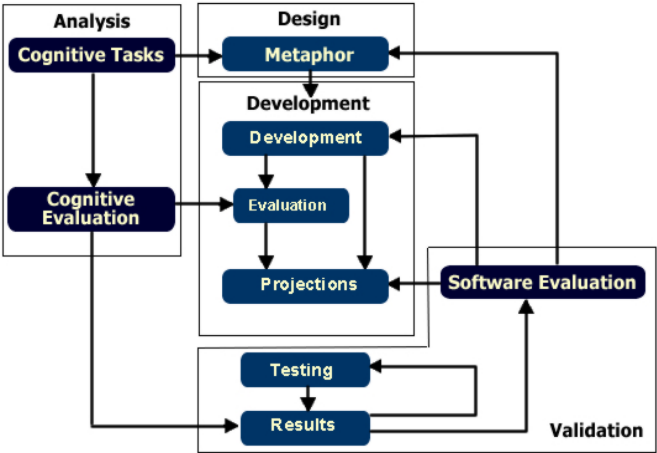 Analysis
Cognitive Tasks
Cognitive
Evaluation
Design
Metaphor
Development
Development
Evaluation
Projections
Software Evaluation
Testing
Results
Validation